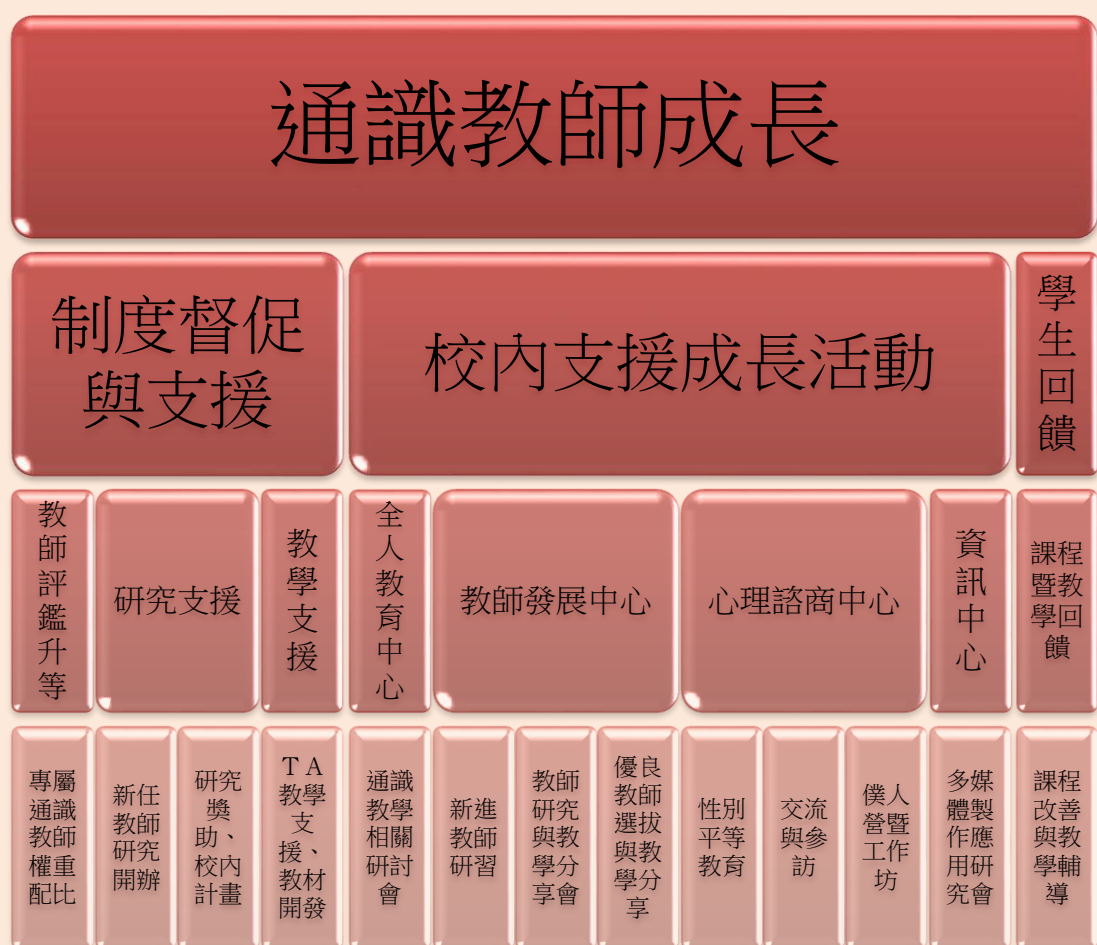 通識教師成長
制度督促
與支援
校內支援成長活動
學
生
回
饋
教
師
評
鑑
升
等
研究支援
教
學
支
援
全
人
教
育
中
心
教師發展中心
心理諮商中心
資
訊
中
心
課程
暨教
學回
饋
專屬
通識
教師
權重
配比
新任
教師
研究
開辦
研究
獎
助、
校內
計畫
ＴＡ
教學
支
援、
教材
開發
通識
教學
相關
研討
會
新進
教師
研習
教師
研究
與教
學分
享會
優良
教師
選拔
與教
學分
享
性別
平等
教育
交流
與參
訪
僕人
營暨
工作
坊
多媒
體製
作應
用研
究會
課程
改善
與教
學輔
導